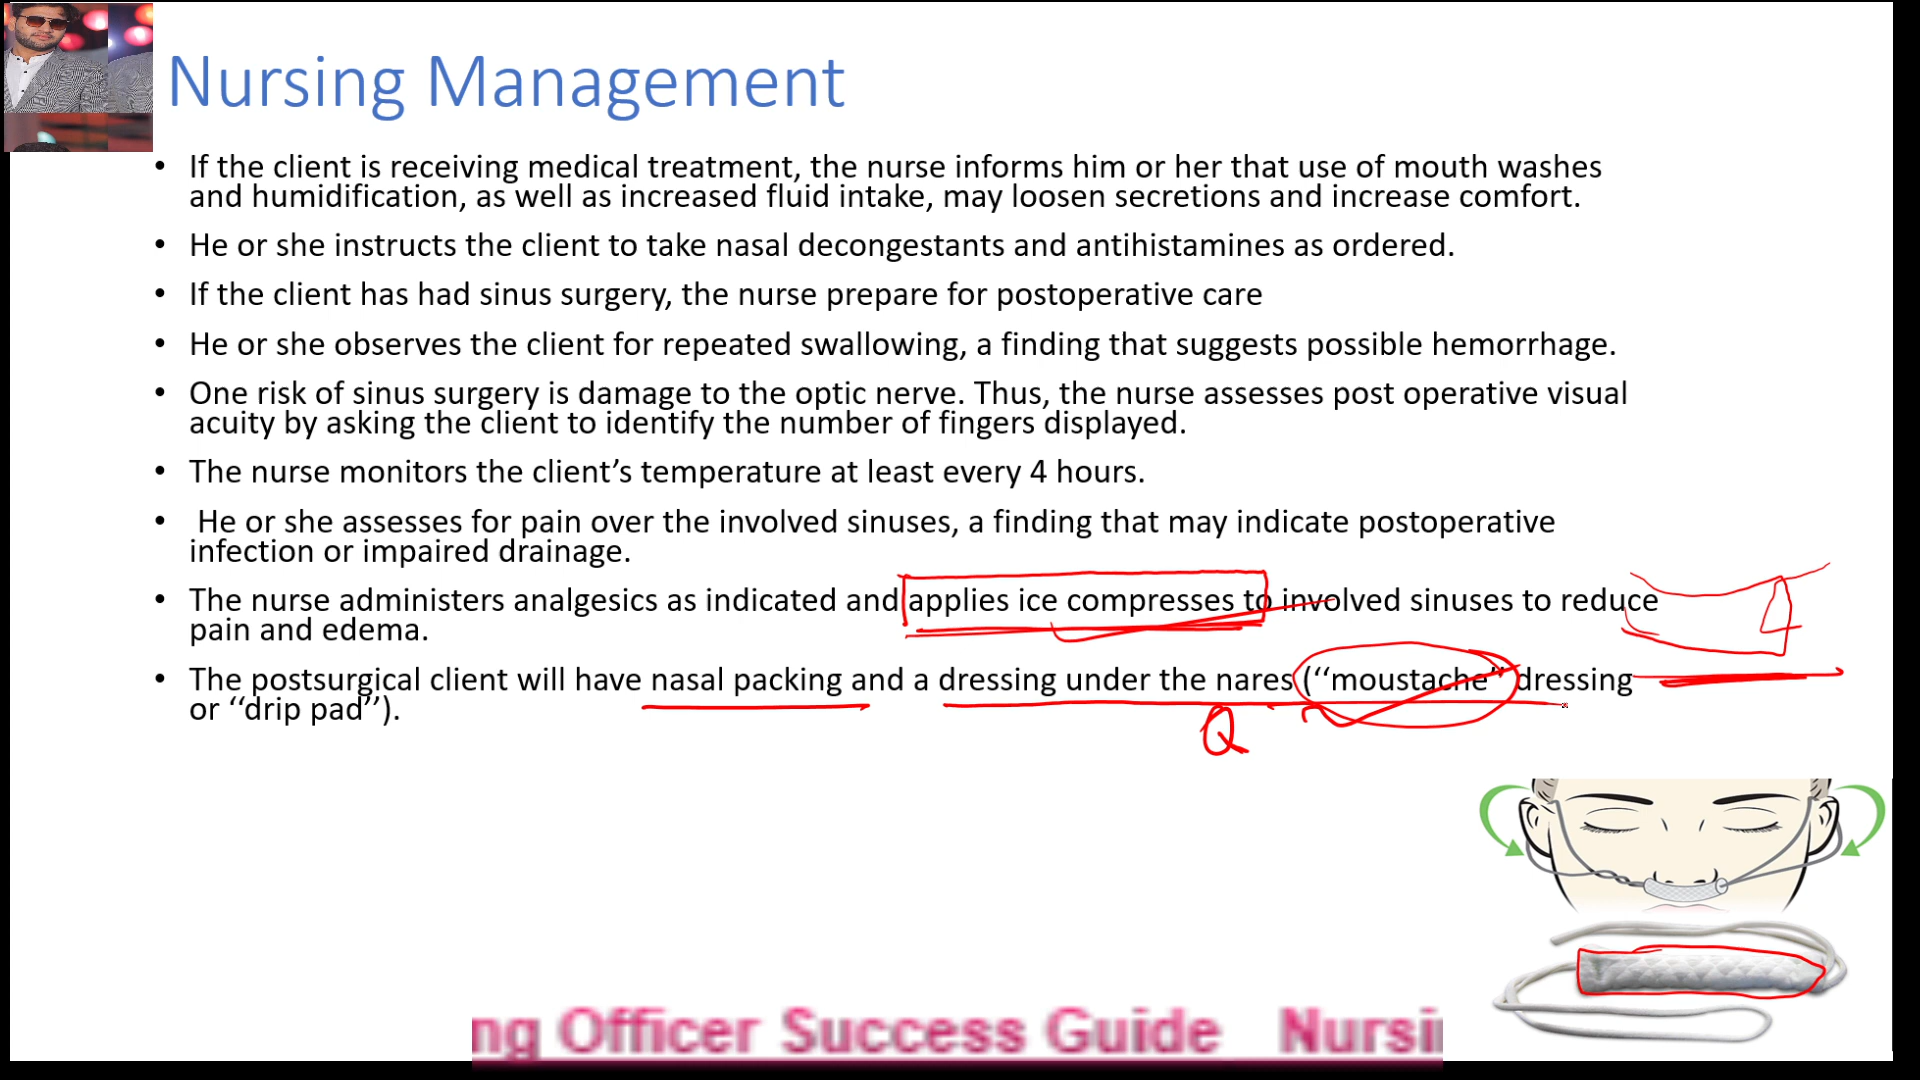 Nursing Management
• If the client is receiving medical treatment, the nurse informs him or her that use of mouth washes
and humidification, as well as increased fluid intake, may loosen secretions and increase comfort.
• He or she instructs the client to take nasal decongestants and antihistamines as ordered.
• If the client has had sinus surgery, the nurse prepare for postoperative care
• He or she observes the client for repeated swallowing, a finding that suggests possible hemorrhage.
• One risk of sinus surgery is damage to the optic nerve. Thus, the nurse assesses post operative visual
acuity by asking the client to identify the number of fingers displayed.
• The nurse monitors the client’s temperature at least every 4 hours.
• He or she assesses for pain over the involved sinuses, a finding that may indicate postoperative
infection or impaired drainage.
• The nurse administers analgesics as indicated and applies ice compresses to involved sinuses to reduce
pain and edema.
• The postsurgical client will have nasal packing and a dressing under the nares (‘‘moustache’’ dressing
or ‘‘drip pad’’).
Q
ng Officer Success Guide Nursi